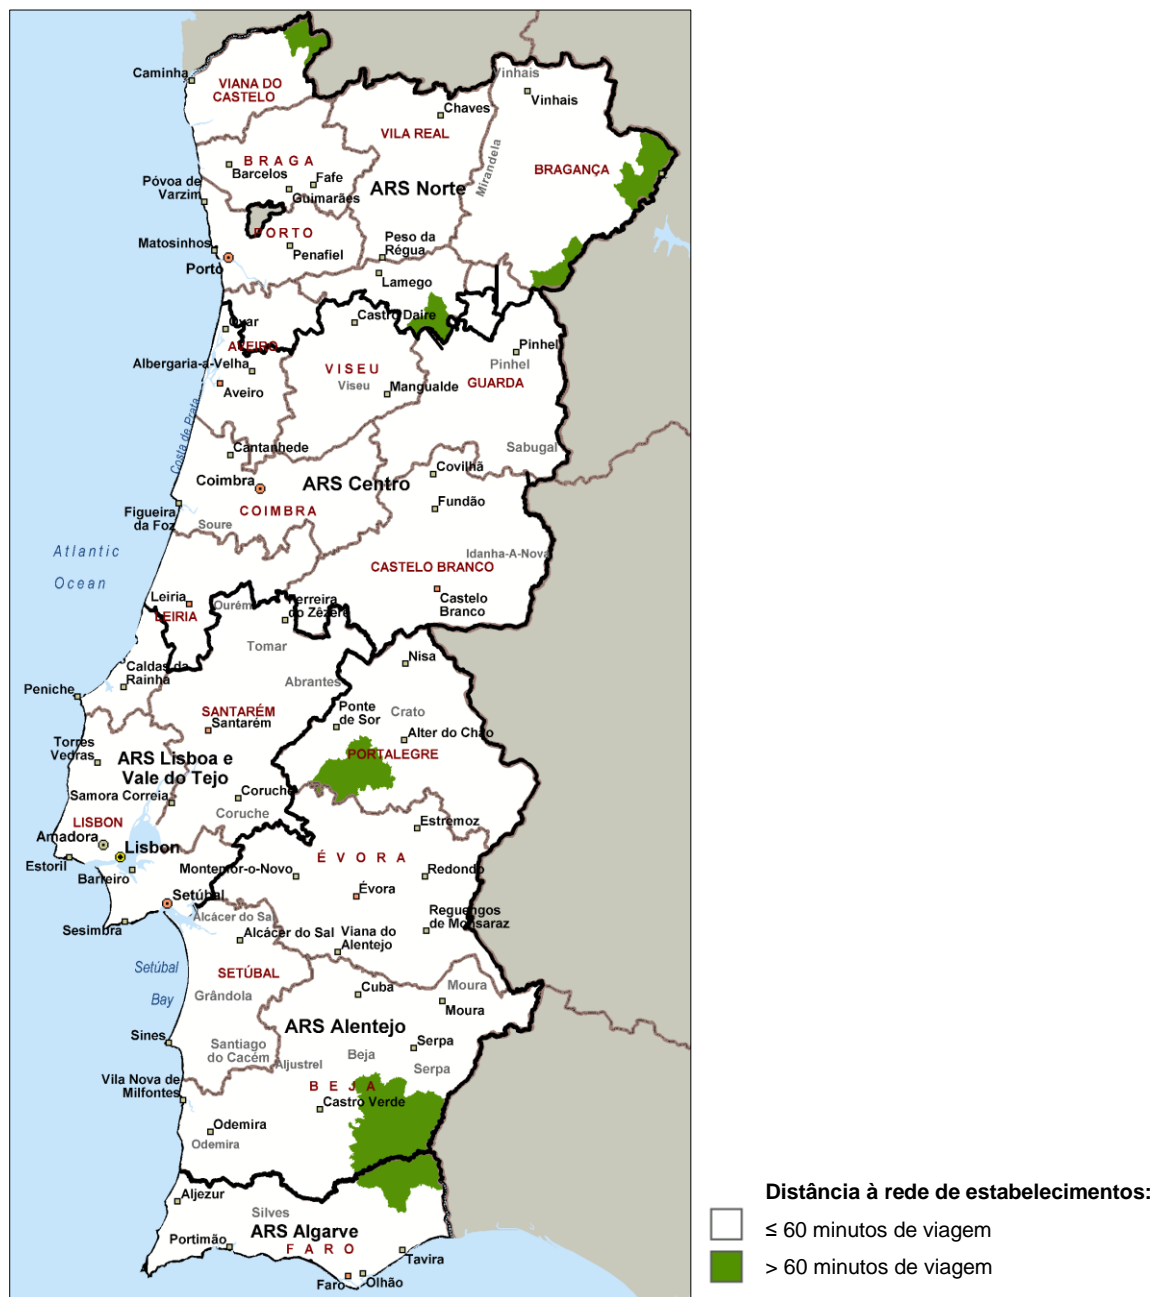 Caminha
VIANA DO
CASTELO
Vinhais
Vinhais
Chaves
VILA REAL
BRAGA
Barcelos
Fafe
Guimarães
ARS Norte
Mirandela
BRAGANÇA
Póvoa de
Varzim
PORTO
Matosinhos
Penafiel
Porto
Peso da
Régua
Lamego
Ovar
Castro Daire
AVEIRO
Albergaria-a-Velha
Aveiro
VISEU
Viseu
Mangualde
Pinhel
Pinhel
GUARDA
Costa de Prata
Cantanhede
Sabugal
Coimbra
ARS Centro
Covilhã
COIMBRA
Fundão
Figueira
da Foz
Soure
Atlantic
Ocean
Idanha-A-Nova
CASTELO BRANCO
Castelo
Branco
Leiria
LEIRIA
Ourém
Ferreira
do Zêzere
Tomar
Nisa
Caldas da
Rainha
Peniche
Abrantes
Ponte
de Sor
Crato
SANTARÉM
Santarém
Alter do Chão
PORTALEGRE
Torres
Vedras
ARS Lisboa e
Vale do Tejo
Samora Correia
Coruche
Coruche
LISBON
Amadora
Lisbon
Estoril
Barreiro
Estremoz
ÉVORA
Montemor-o-Novo
Redondo
Évora
Setúbal
Sesimbra
Alcácer do Sal
Alcácer do Sal
Reguengos
de Monsaraz
Viana do
Alentejo
Setúbal
Bay
SETÚBAL
Grândola
Cuba
Moura
Moura
ARS Alentejo
Sines
Santiago
do Cacém
Aljustrel
Beja
Serpa
Serpa
Vila Nova de
Milfontes
BEJA
Castro Verde
Odemira
Odemira
Aljezur
Silves
ARS Algarve
Portimão
FARO
Tavira
Faro
Olhão
Distância à rede de estabelecimentos:
≤ 60 minutos de viagem
> 60 minutos de viagem